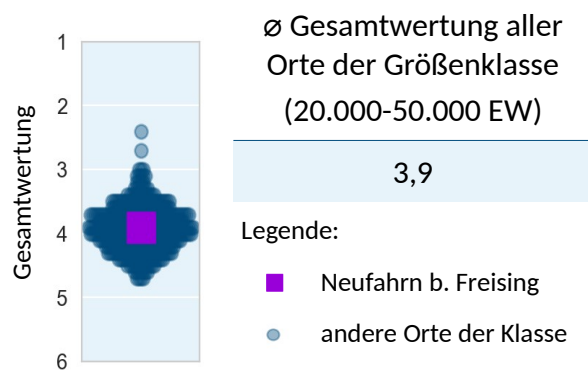 Gesamtwertung
1
2
3
4
5
6
⌀ Gesamtwertung aller
Orte der Größenklasse
(20.000-50.000 EW)
3,9
Legende:
Neufahrn b. Freising
andere Orte der Klasse